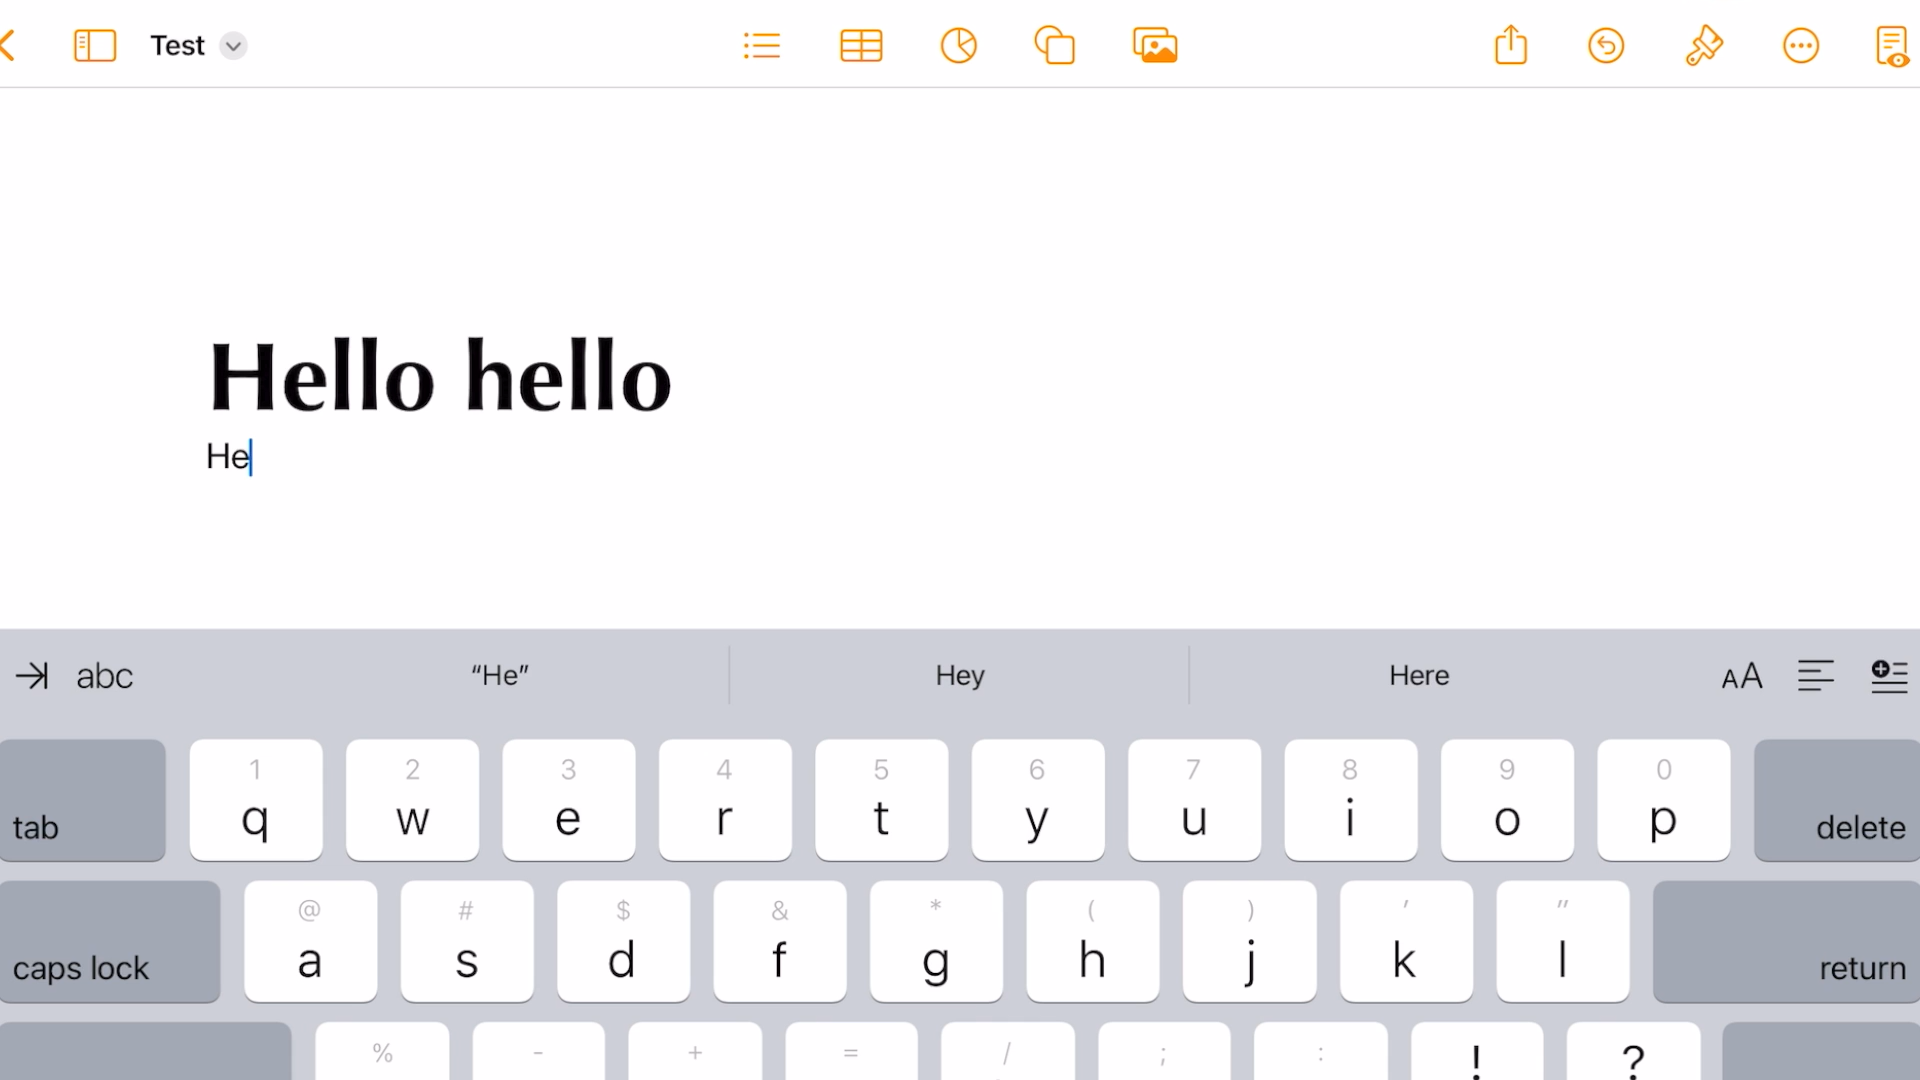 Test
Hello hello
He
abc “He” Hey Here AA
tab 1 q 2 w 3 e 4 r 5 t 6 y 7 u 8 i 9 o 0 p delete
caps lock @ a # s $ d & f * g ( h ) j ' k " l return
% - + = / ; : ! ?